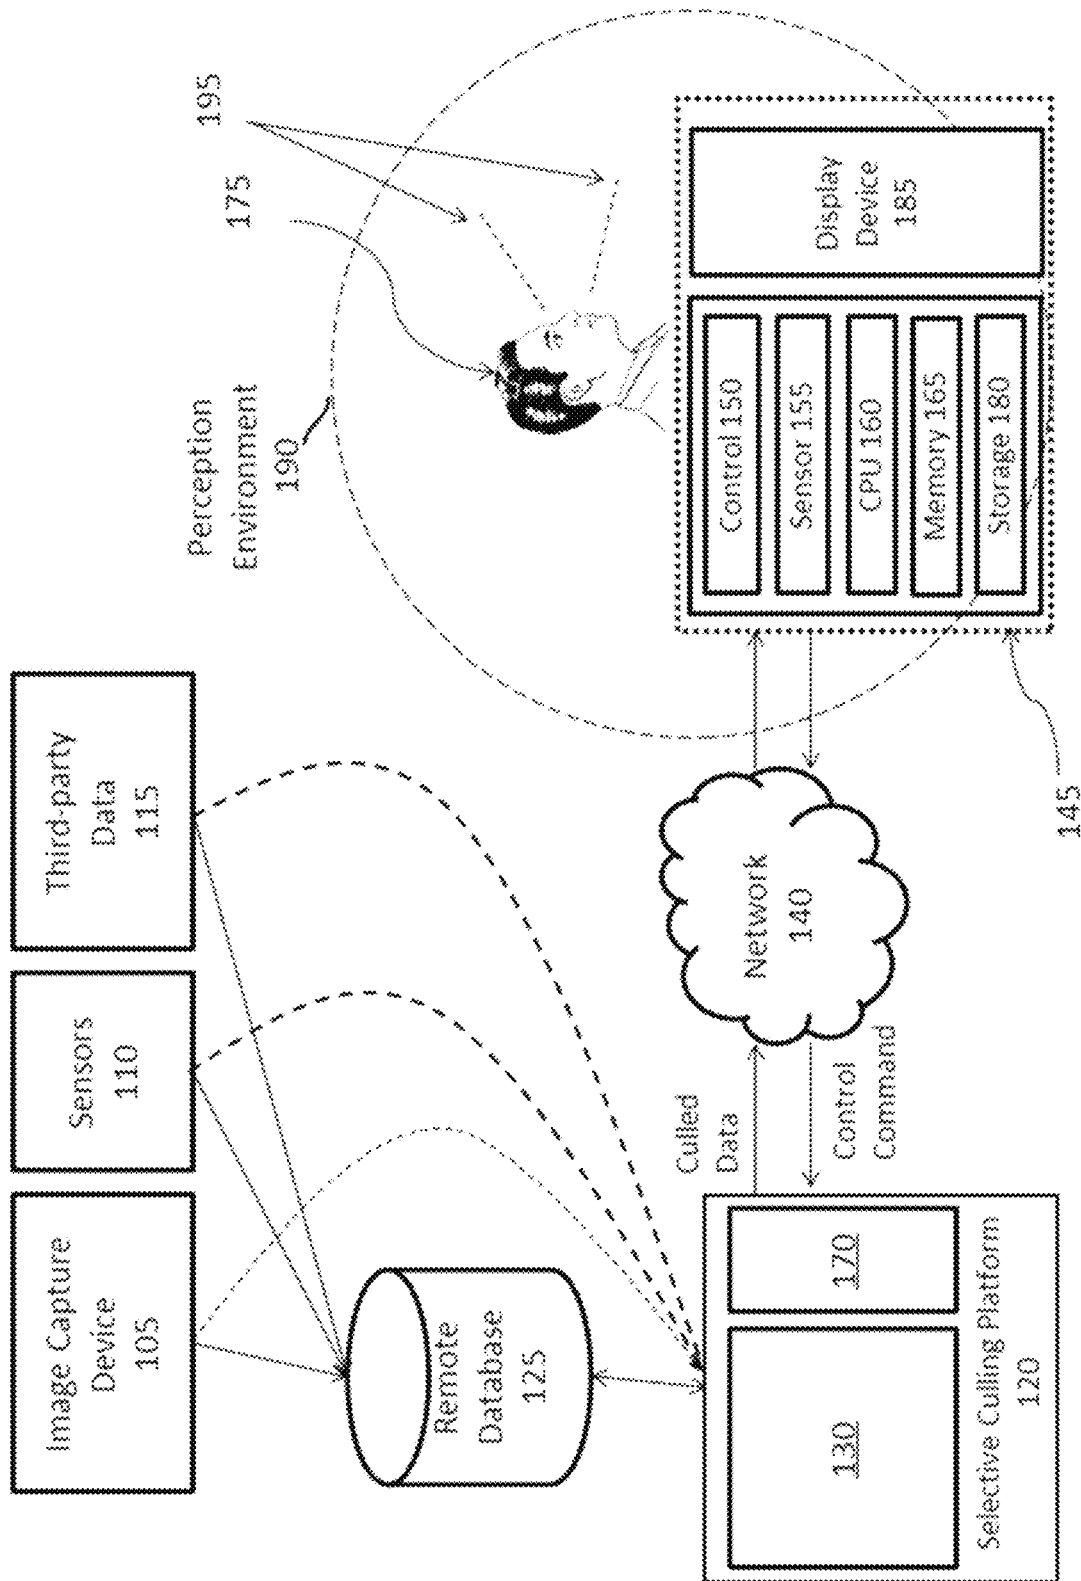 Image Capture
Device
105
Sensors
110
Third-party
Data
115
Remote
Database
125
130
170
Selective Culling Platform
120
Culled
Data
Control
Command
Network
140
145
Perception
Environment
190
175
195
Control 150
Sensor 155
CPU 160
Memory 165
Storage 180
Display
Device
185